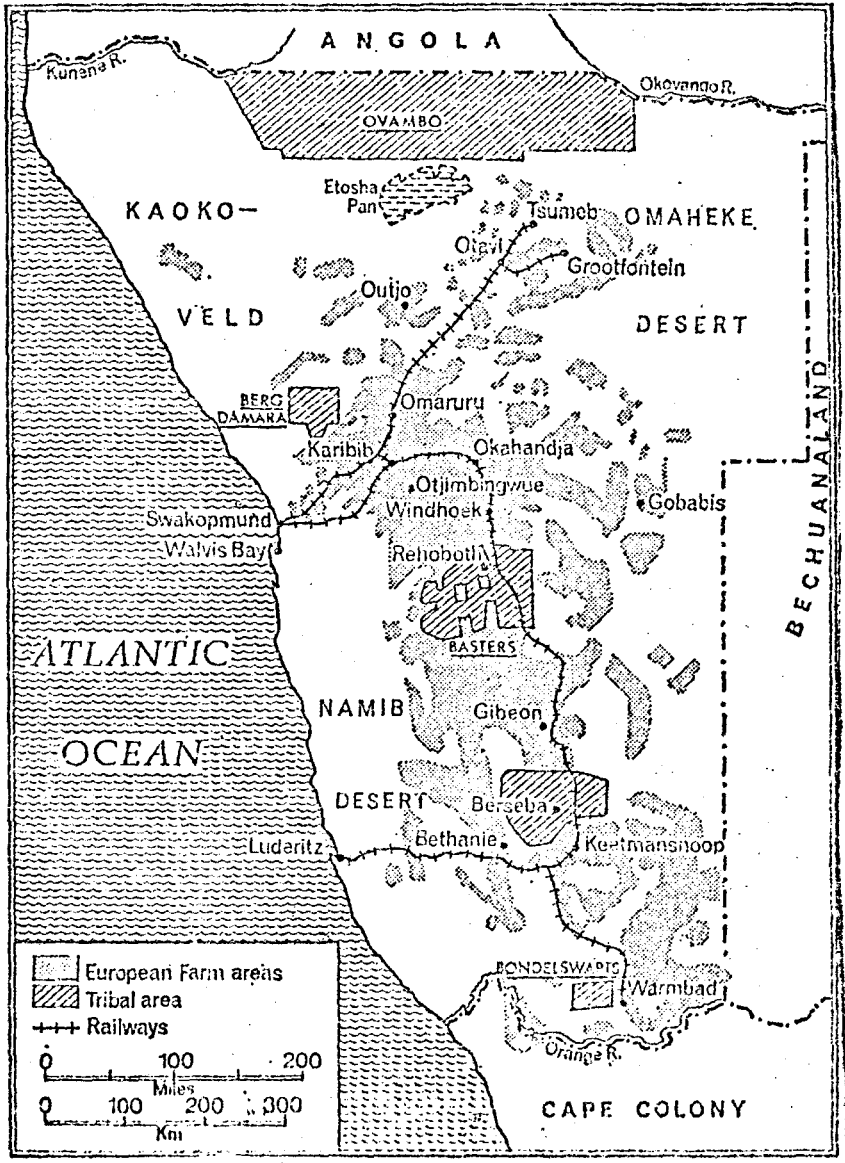 ANGOLA
Kunene R.
Okovango R.
OVAMBO
Etosha
Pan
KAOKO—
VELD
Tsumeb
OMAHEKE
DESERT
Otavi
Grootfontein
Outjo
BERG
DAMARA
Omaruru
Karibib
Okahandja
Otjimbingwue
Windhoek
Gobabis
Swakopmund
Walvis Bay
Rehoboth
BASTERS
BECHUANALAND
ATLANTIC
OCEAN
NAMIB
DESERT
Gibeon
Berseba
Bethanie
Keetmanshoop
Luderitz
BONDELSWARTS
Warmbad
Orange R.
CAPE COLONY
European Farm areas
Tribal area
Railways
0 100 200
Miles
0 100 200 300
Km